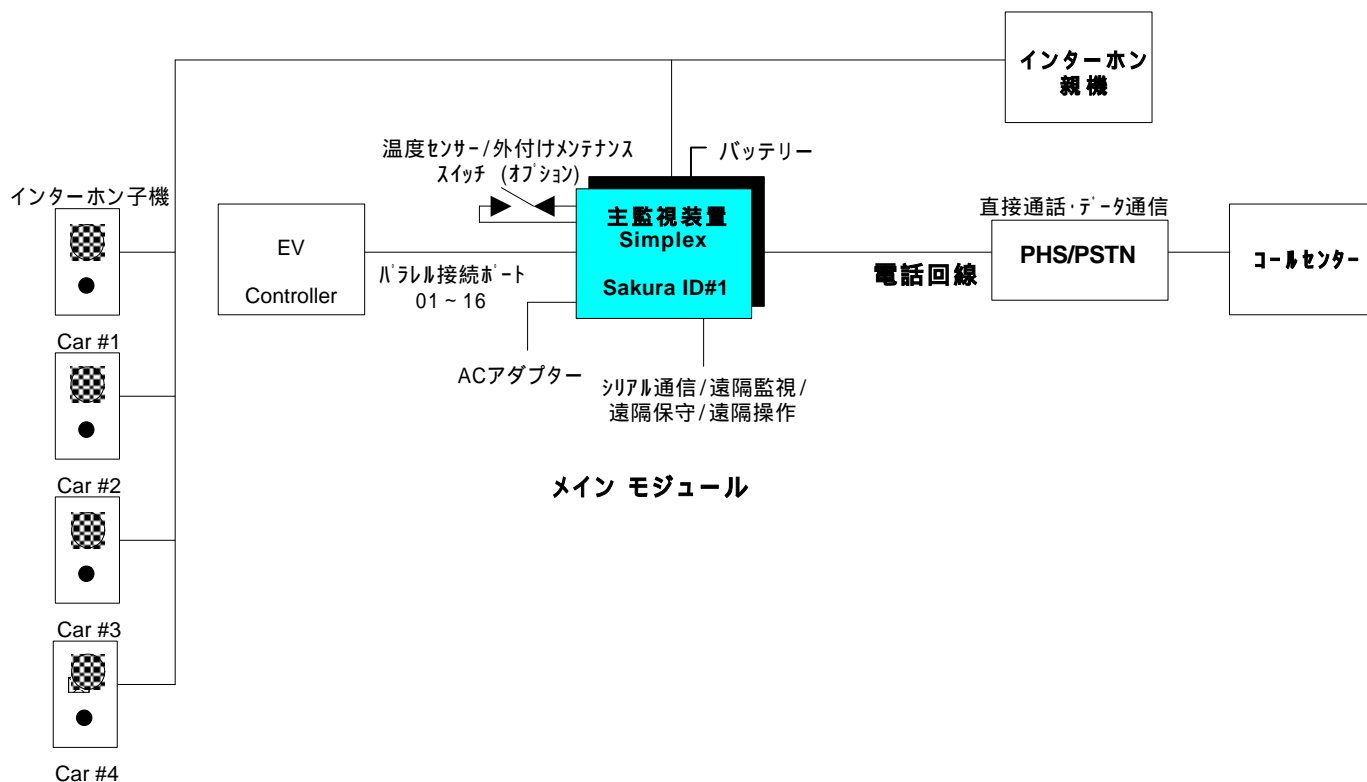 インターホン
親機
温度センサー/外付けメンテナンス
スイッチ (オプション)
バッテリー
インターホン子機
Car #1
Car #2
Car #3
Car #4
EV
Controller
パラレル接続ポート
01 ~ 16
主監視装置
Simplex
Sakura ID#1
ACアダプター
シリアル通信/遠隔監視/
遠隔保守/遠隔操作
電話回線
直接通話・データ通信
PHS/PSTN
コールセンター
メイン モジュール